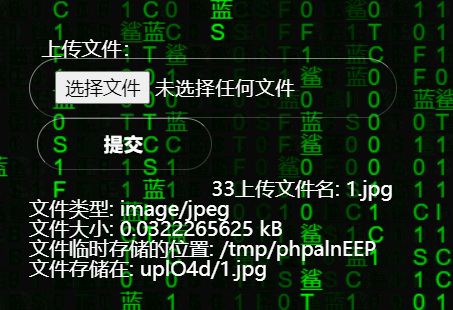 上传文件：
选择文件 未选择任何文件
提交
33上传文件名: 1.jpg
文件类型: image/jpeg
文件大小: 0.0322265625 kB
文件临时存储的位置: /tmp/phpalnEEP
文件存储在: uplO4d/1.jpg